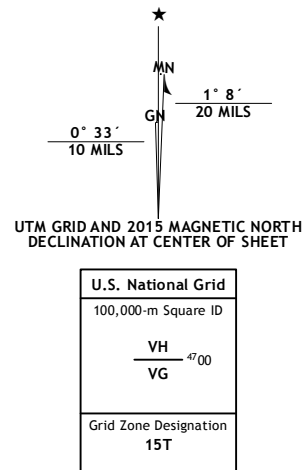 ★
MN
1° 8´
20 MILS
GN
0° 33´
10 MILS
UTM GRID AND 2015 MAGNETIC NORTH
DECLINATION AT CENTER OF SHEET
U.S. National Grid
100,000-m Square ID
VH
4700
VG
Grid Zone Designation
15T